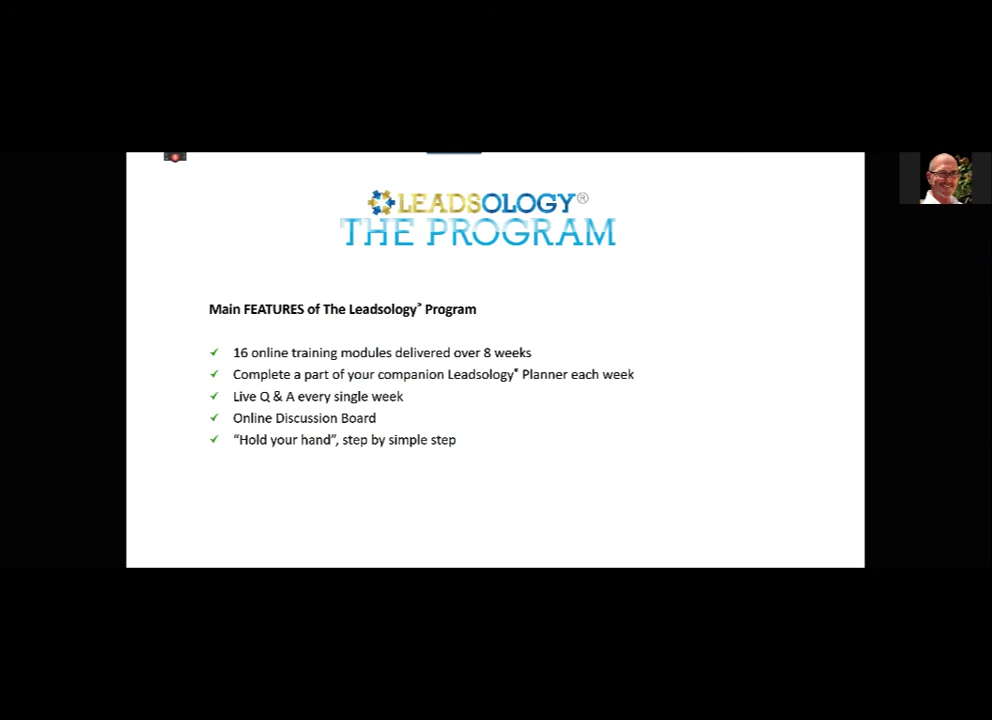 LEADSOLOGY®
THE PROGRAM
Main FEATURES of The Leadsology® Program
✓ 16 online training modules delivered over 8 weeks
✓ Complete a part of your companion Leadsology® Planner each week
✓ Live Q & A every single week
✓ Online Discussion Board
✓ “Hold your hand”, step by simple step